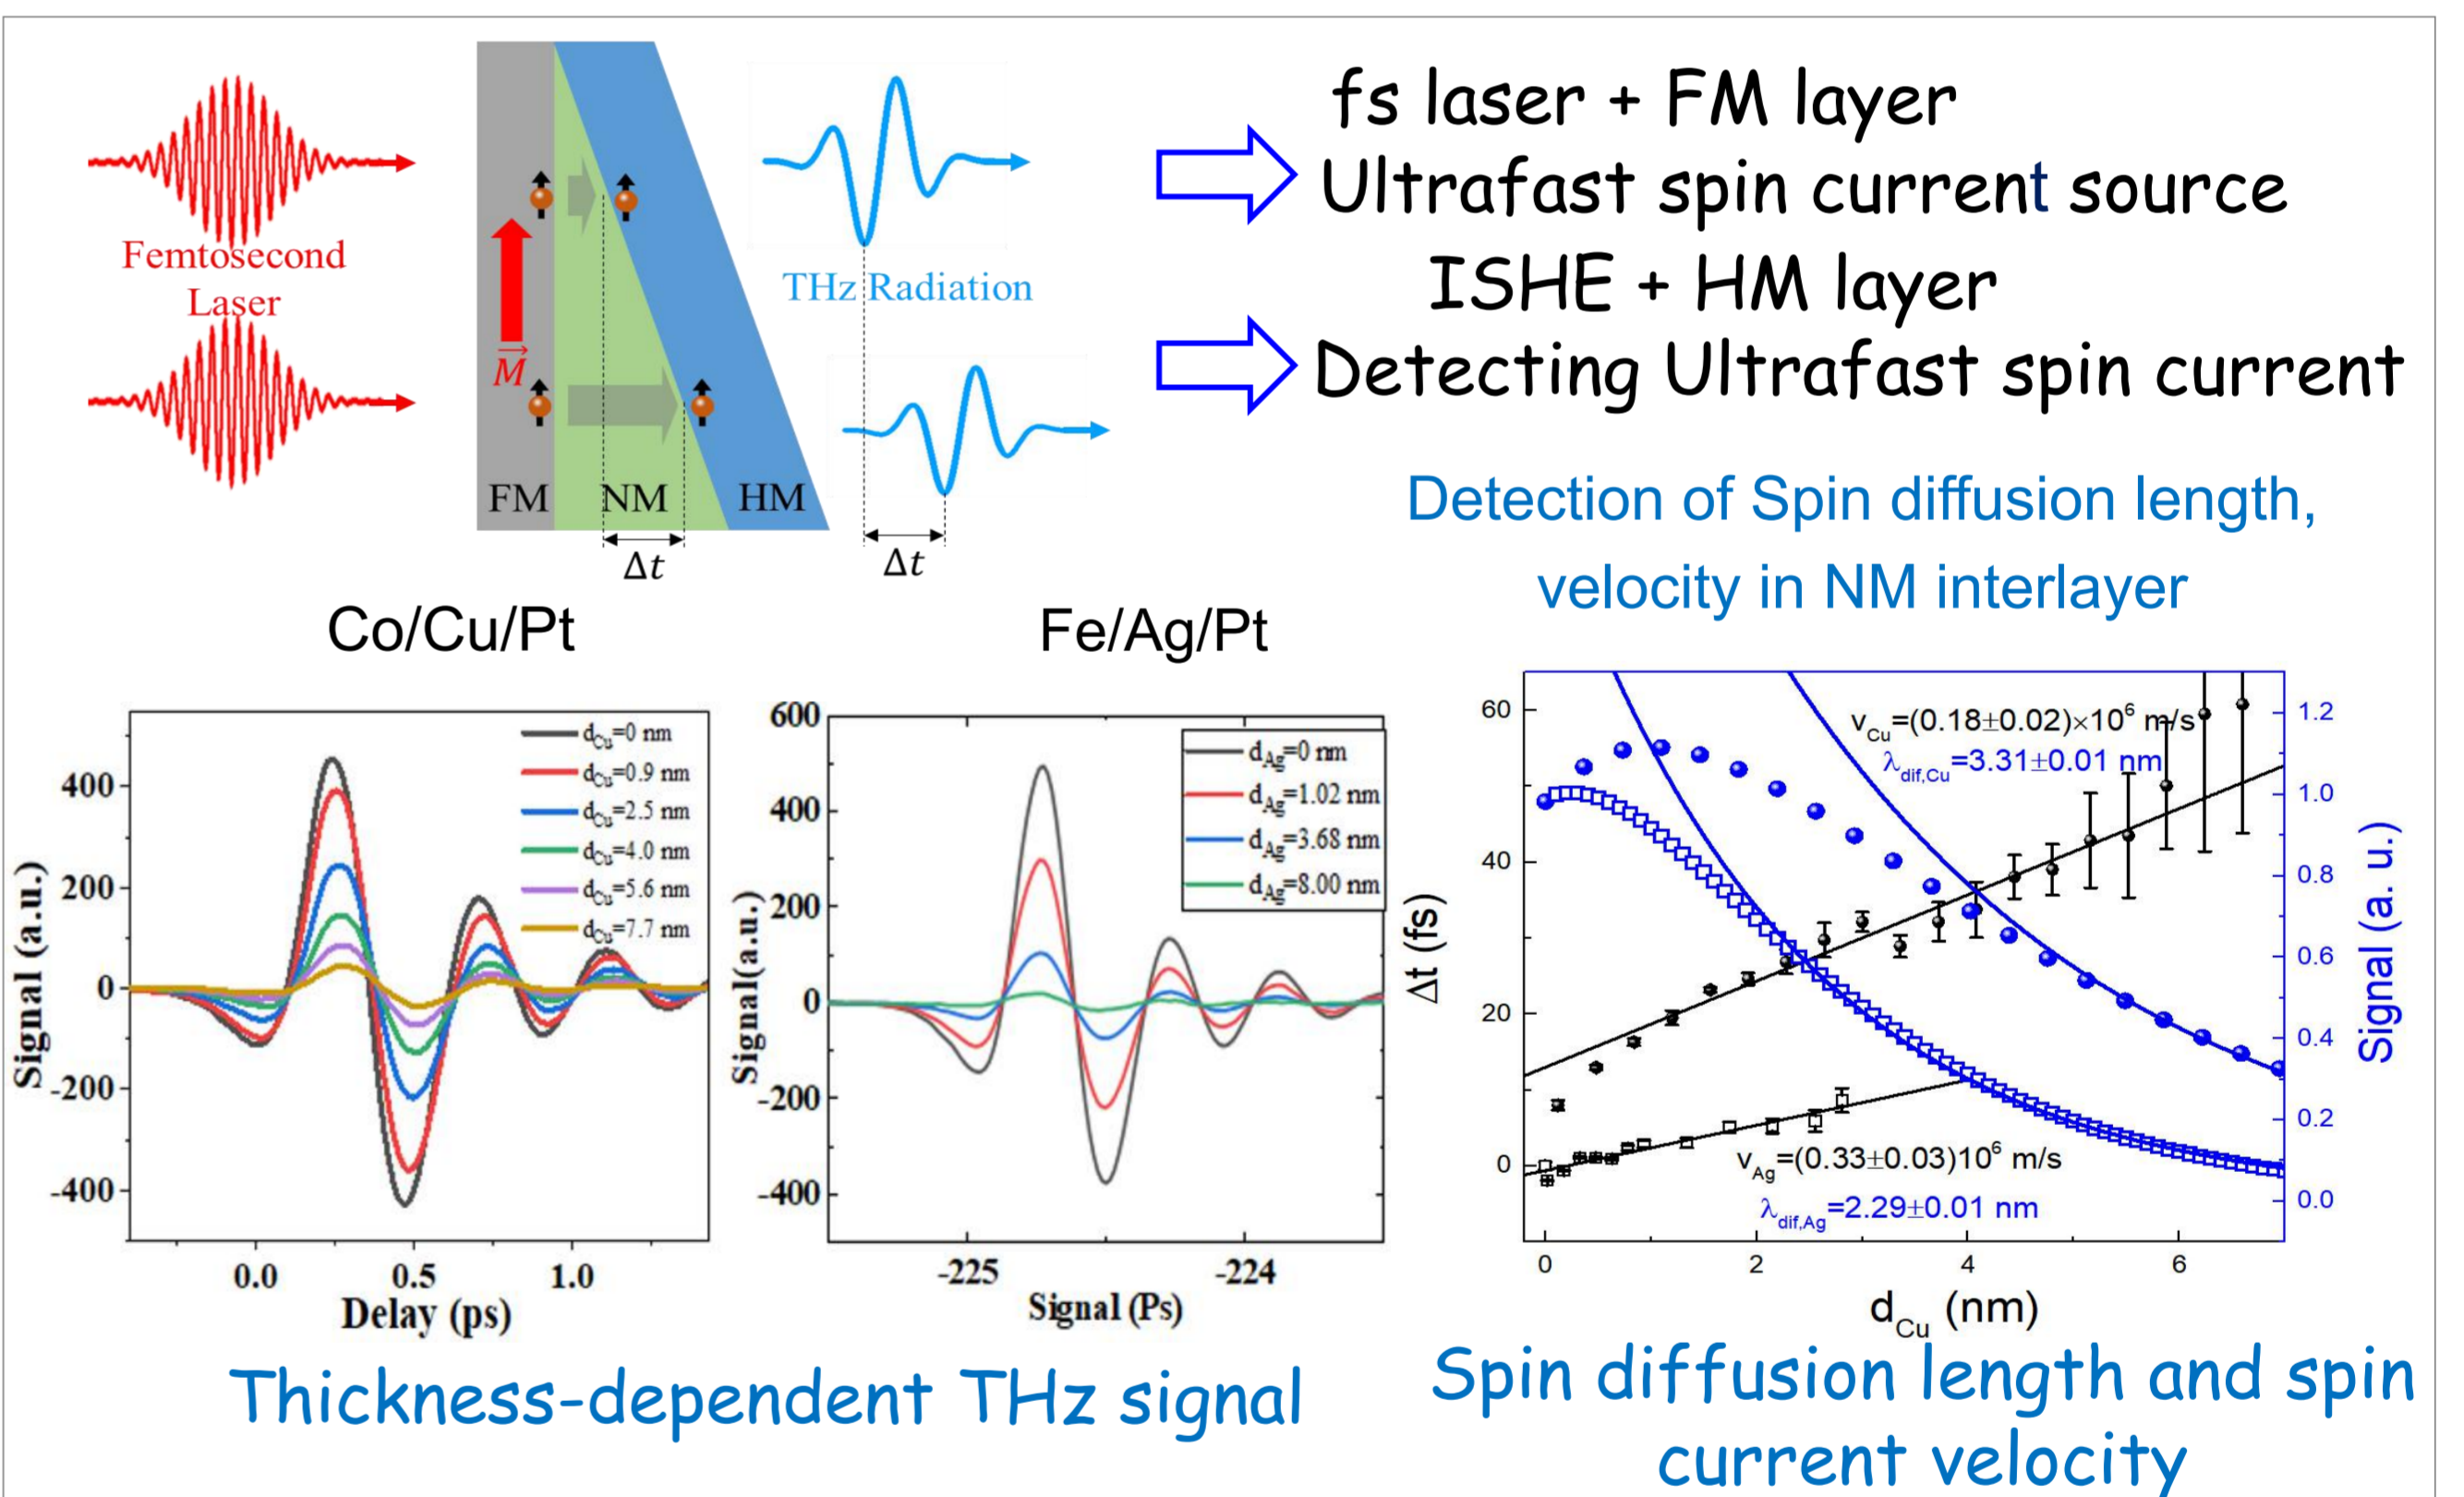 Femtosecond
Laser
M
FM
NM
HM
Δt
THz Radiation
Δt
fs laser + FM layer
Ultrafast spin current source
ISHE + HM layer
Detecting Ultrafast spin current
Detection of Spin diffusion length,
velocity in NM interlayer
Co/Cu/Pt
Signal (a.u.)
400
200
0
-200
-400
d_Cu=0 nm
d_Cu=0.9 nm
d_Cu=2.5 nm
d_Cu=4.0 nm
d_Cu=5.6 nm
d_Cu=7.7 nm
0.0
0.5
1.0
Delay (ps)
Fe/Ag/Pt
Signal(a.u.)
600
400
200
0
-200
-400
d_Ag=0 nm
d_Ag=1.02 nm
d_Ag=3.68 nm
d_Ag=8.00 nm
-225
-224
Signal (Ps)
Thickness-dependent THz signal
Δt (fs)
60
40
20
0
v_Cu=(0.18±0.02)×10⁶ m/s
λ_dif,Cu=3.31±0.01 nm
v_Ag=(0.33±0.03)10⁶ m/s
λ_dif,Ag=2.29±0.01 nm
1.2
1.0
0.8
0.6
0.4
0.2
0.0
Signal (a. u.)
0
2
4
6
d_Cu (nm)
Spin diffusion length and spin
current velocity